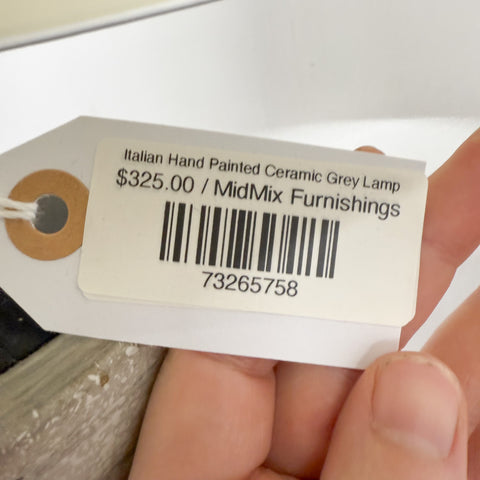 Italian Hand Painted Ceramic Grey Lamp
$325.00 / MidMix Furnishings
73265758